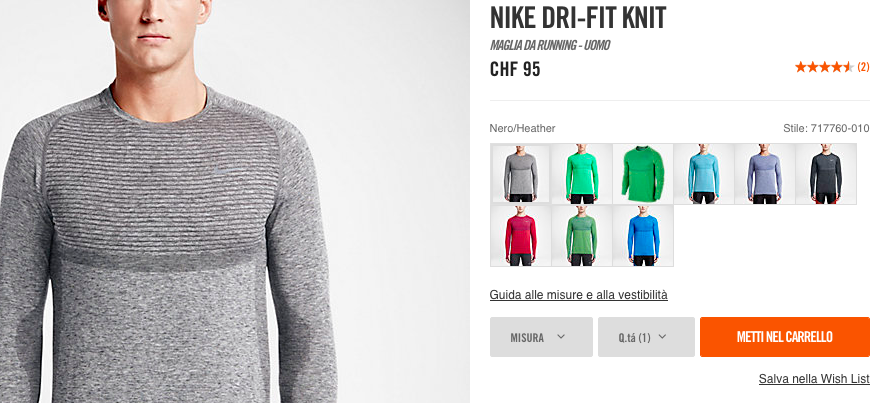 NIKE DRI-FIT KNIT
MAGLIA DA RUNNING - UOMO
CHF 95
(2)
Nero/Heather
Stile: 717760-010
Guida alle misure e alla vestibilità
MISURA
Q.tá (1)
METTI NEL CARRELLO
Salva nella Wish List